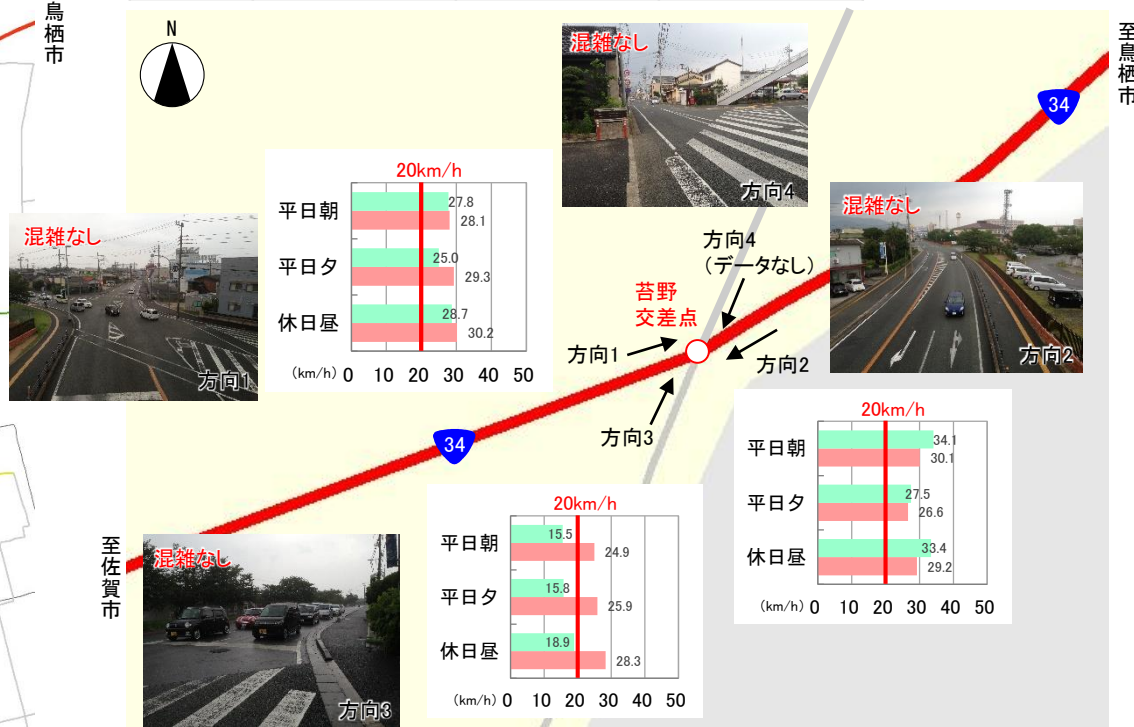 鳥栖市
N
混雑なし
方向4
至鳥栖市
34
20km/h
平日朝
27.8
28.1
平日夕
25.0
29.3
休日昼
28.7
30.2
(km/h) 0 10 20 30 40 50
混雑なし
方向1
混雑なし
方向2
方向4
(データなし)
苔野
交差点
方向1
方向2
方向3
34
20km/h
平日朝
34.1
30.1
平日夕
27.5
26.6
休日昼
33.4
29.2
(km/h) 0 10 20 30 40 50
20km/h
平日朝
15.5
24.9
平日夕
15.8
25.9
休日昼
18.9
28.3
(km/h) 0 10 20 30 40 50
至佐賀市
混雑なし
方向3